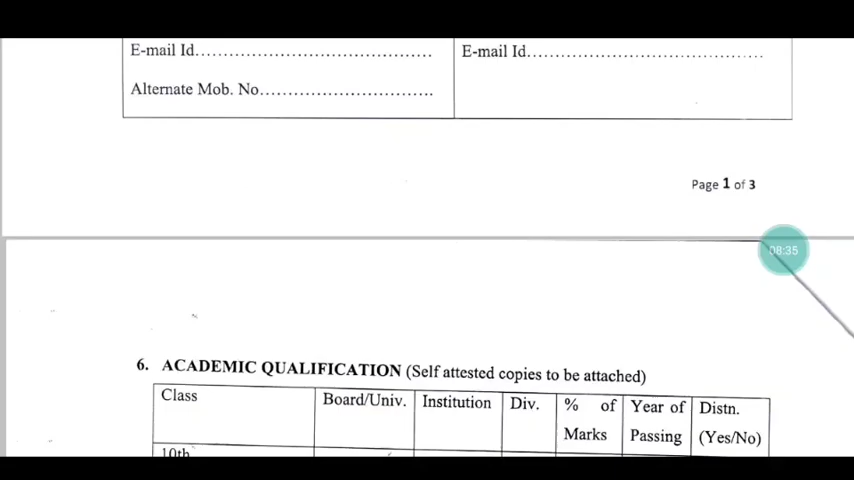 E-mail Id........................................ E-mail Id........................................
Alternate Mob. No..............................
Page 1 of 3
08:35
6. ACADEMIC QUALIFICATION (Self attested copies to be attached)
Class Board/Univ. Institution Div. % of Marks Year of Passing Distn. (Yes/No)
10th